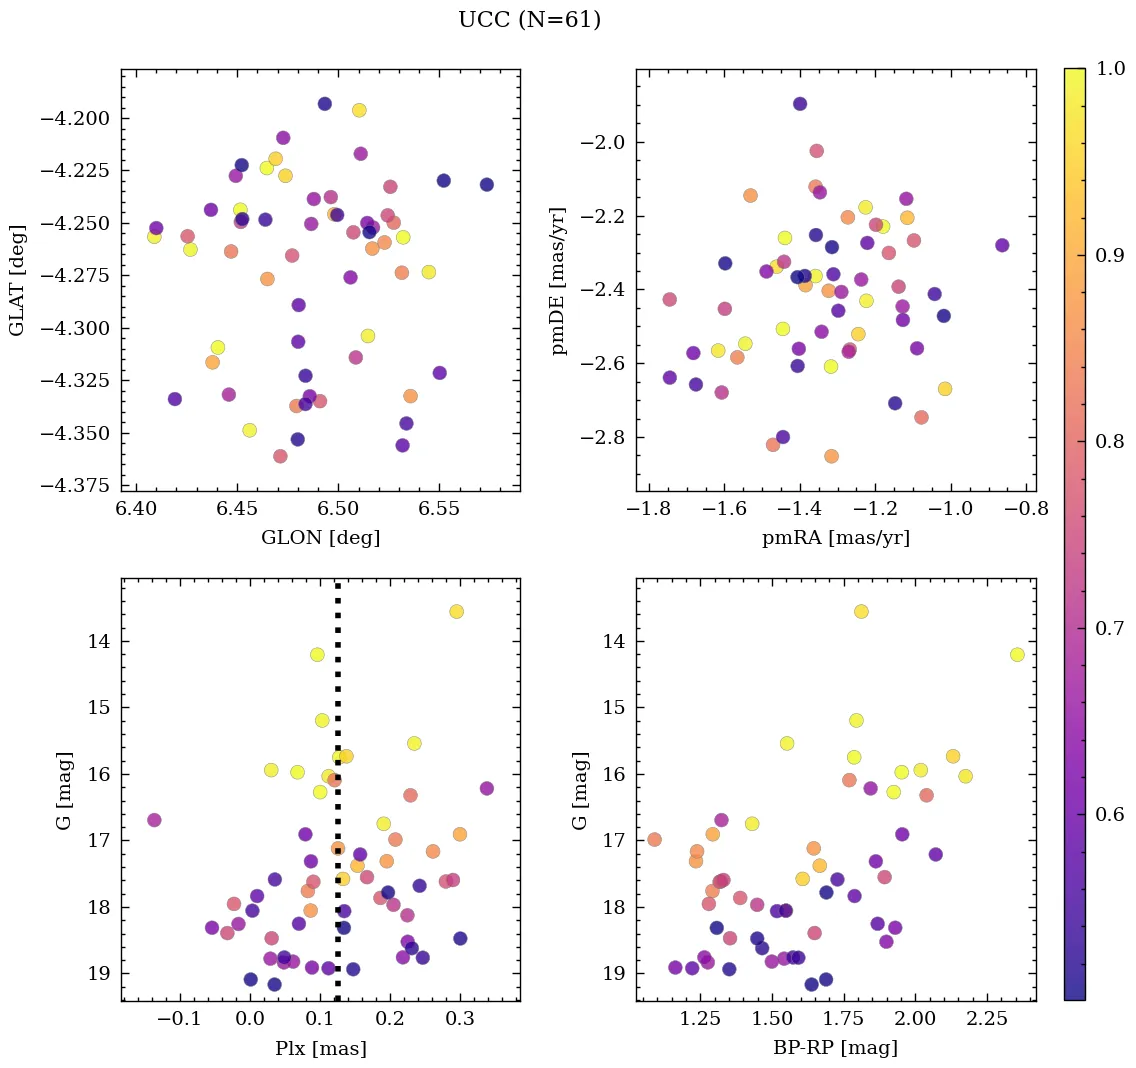 UCC (N=61)
−4.200
−4.225
−4.250
−4.275
−4.300
−4.325
−4.350
−4.375
GLAT [deg]
6.40 6.45 6.50 6.55
GLON [deg]
−2.0
−2.2
−2.4
−2.6
−2.8
pmDE [mas/yr]
−1.8 −1.6 −1.4 −1.2 −1.0 −0.8
pmRA [mas/yr]
14
15
16
17
18
19
G [mag]
−0.1 0.0 0.1 0.2 0.3
Plx [mas]
14
15
16
17
18
19
G [mag]
1.25 1.50 1.75 2.00 2.25
BP-RP [mag]
1.0
0.9
0.8
0.7
0.6